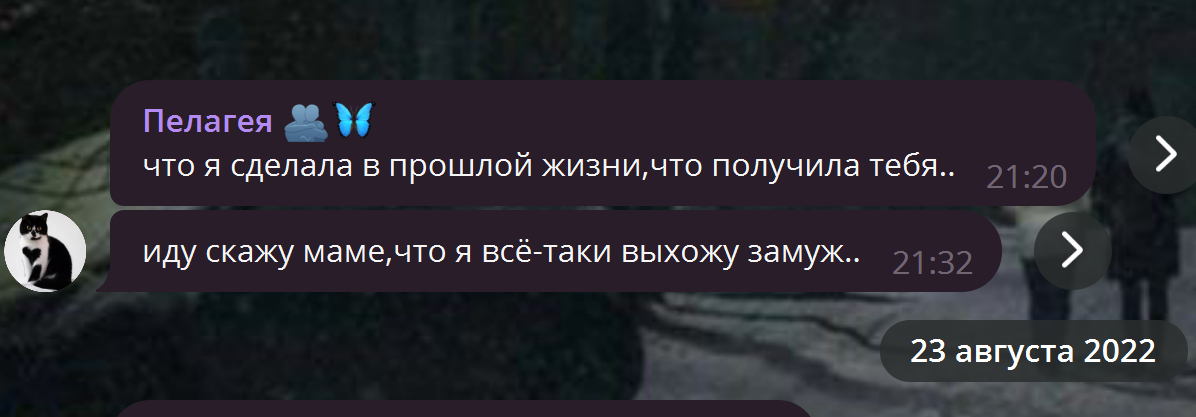 Пелагея 🫂🦋
что я сделала в прошлой жизни,что получила тебя..
21:20
иду скажу маме,что я всё-таки выхожу замуж..
21:32
23 августа 2022